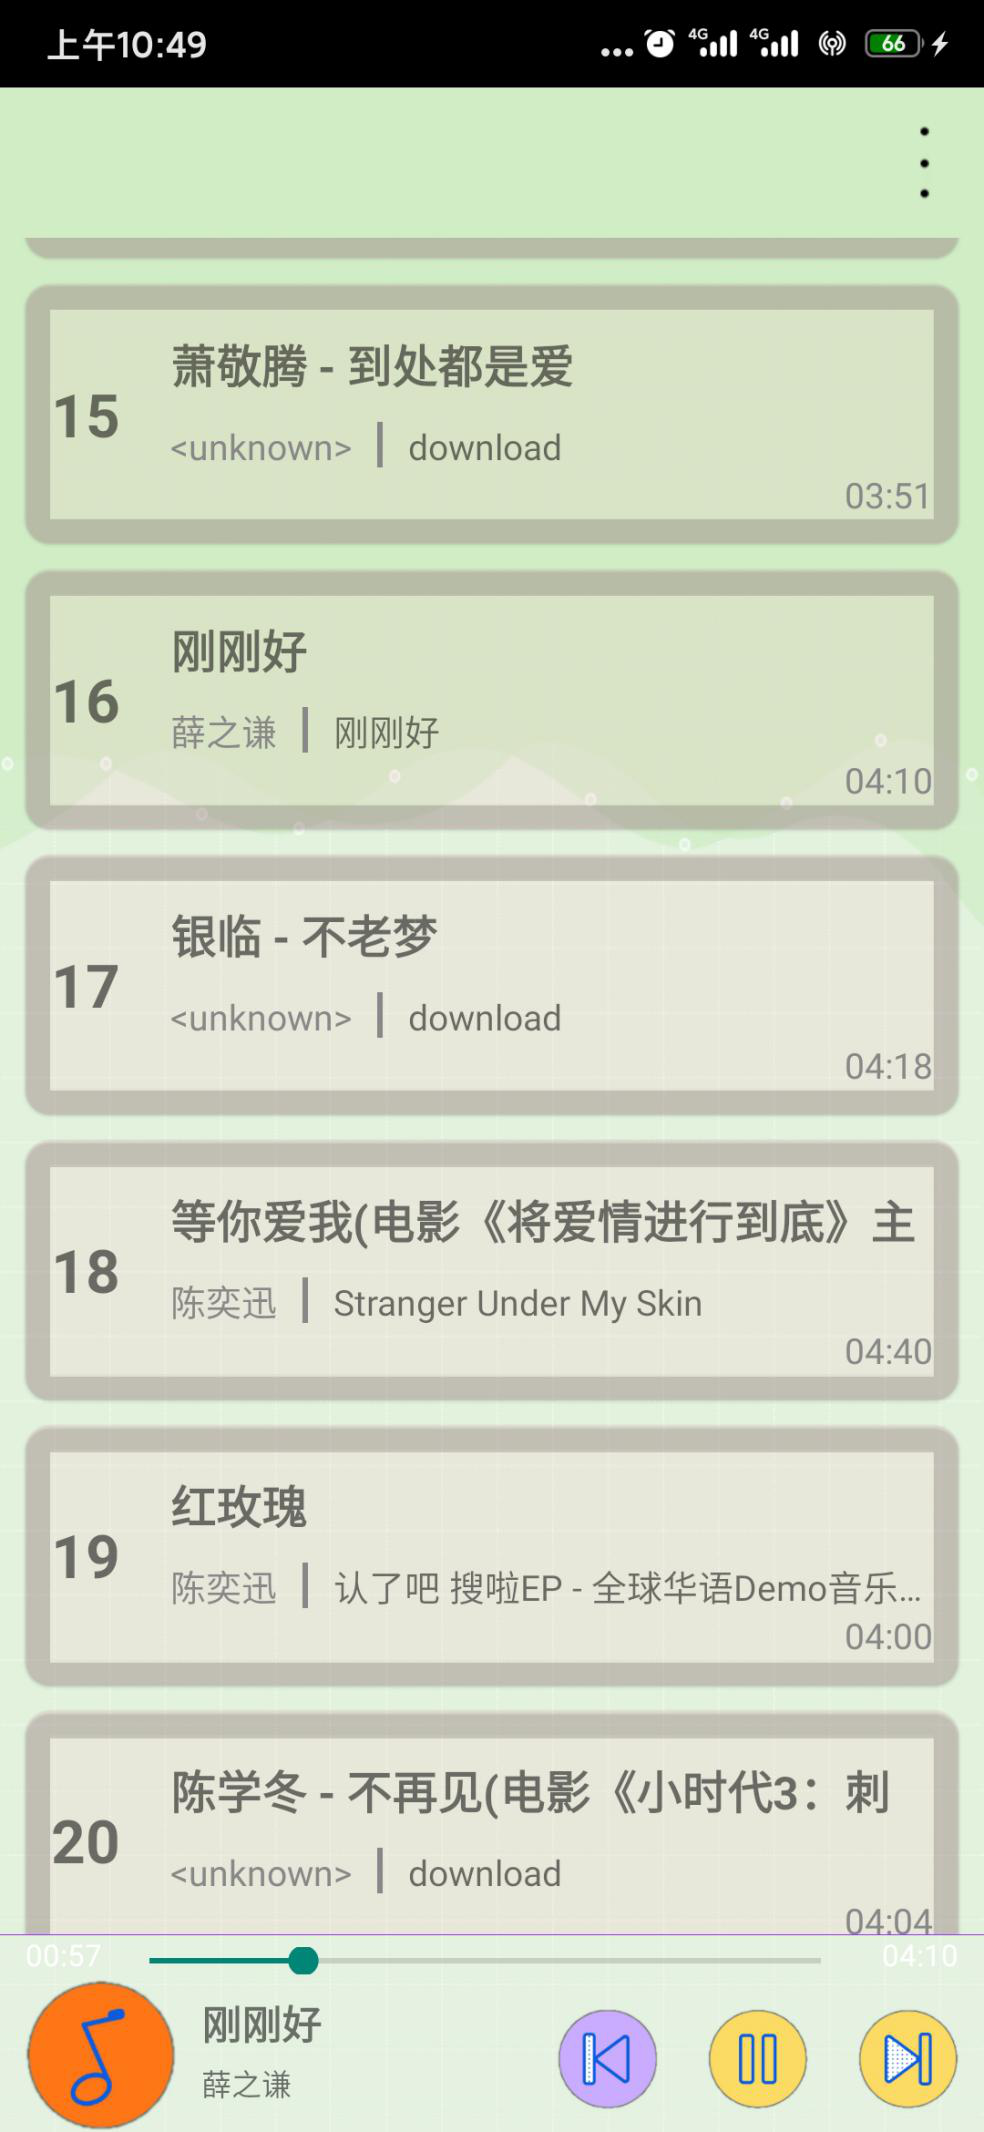 上午10:49
4G 4G 66
15
萧敬腾 - 到处都是爱
<unknown> | download
03:51
16
刚刚好
薛之谦 | 刚刚好
04:10
17
银临 - 不老梦
<unknown> | download
04:18
18
等你爱我(电影《将爱情进行到底》主
陈奕迅 | Stranger Under My Skin
04:40
19
红玫瑰
陈奕迅 | 认了吧 搜啦EP - 全球华语Demo音乐...
04:00
20
陈学冬 - 不再见(电影《小时代3：刺
<unknown> | download
04:04
00:57 04:10
刚刚好
薛之谦